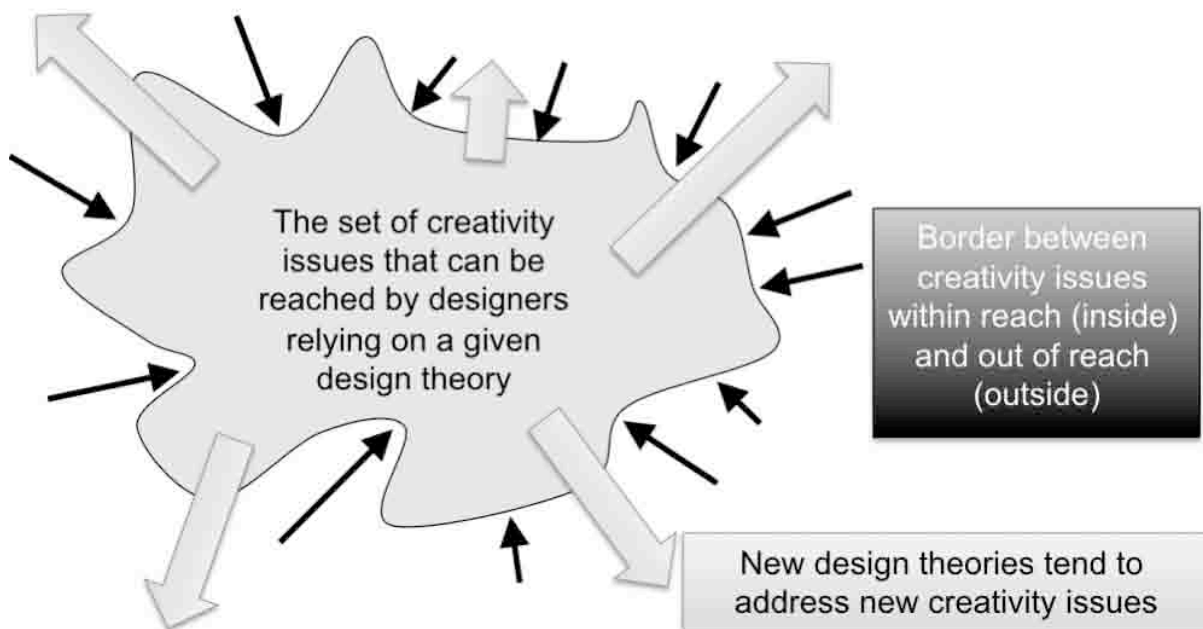 The set of creativity
issues that can be
reached by designers
relying on a given
design theory
Border between
creativity issues
within reach (inside)
and out of reach
(outside)
New design theories tend to
address new creativity issues